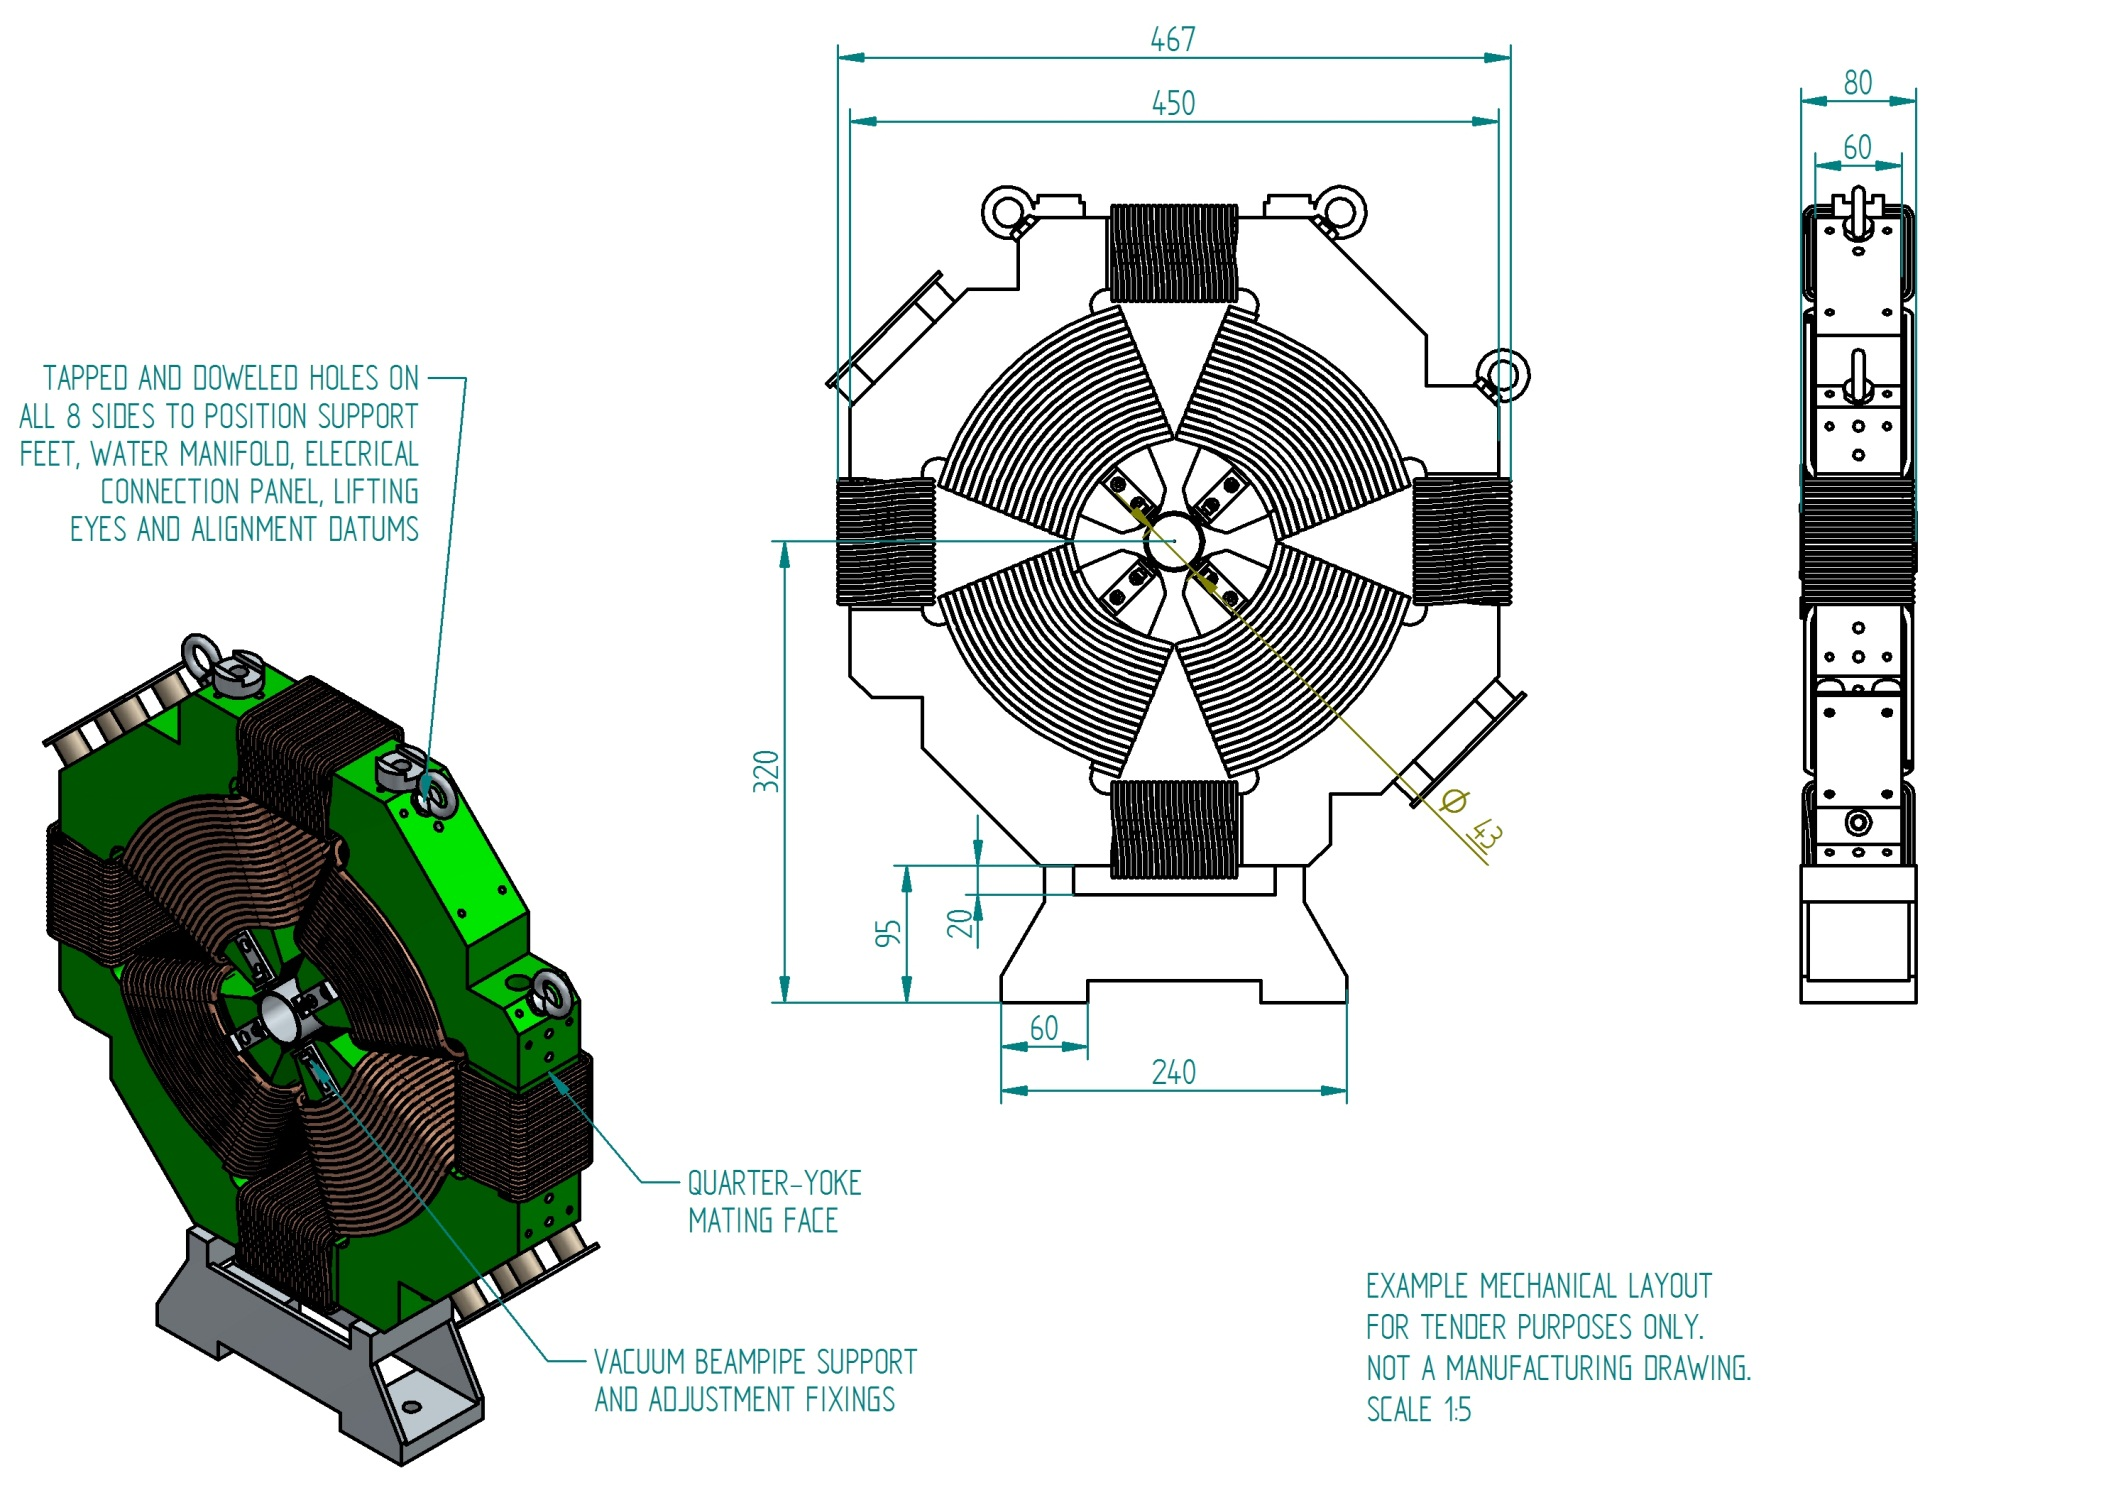 467
450
80
60
TAPPED AND DOWELED HOLES ON
ALL 8 SIDES TO POSITION SUPPORT
FEET, WATER MANIFOLD, ELECRICAL
CONNECTION PANEL, LIFTING
EYES AND ALIGNMENT DATUMS
320
95
20
Ø 43
60
240
QUARTER-YOKE
MATING FACE
VACUUM BEAMPIPE SUPPORT
AND ADJUSTMENT FIXINGS
EXAMPLE MECHANICAL LAYOUT
FOR TENDER PURPOSES ONLY.
NOT A MANUFACTURING DRAWING.
SCALE 1:5